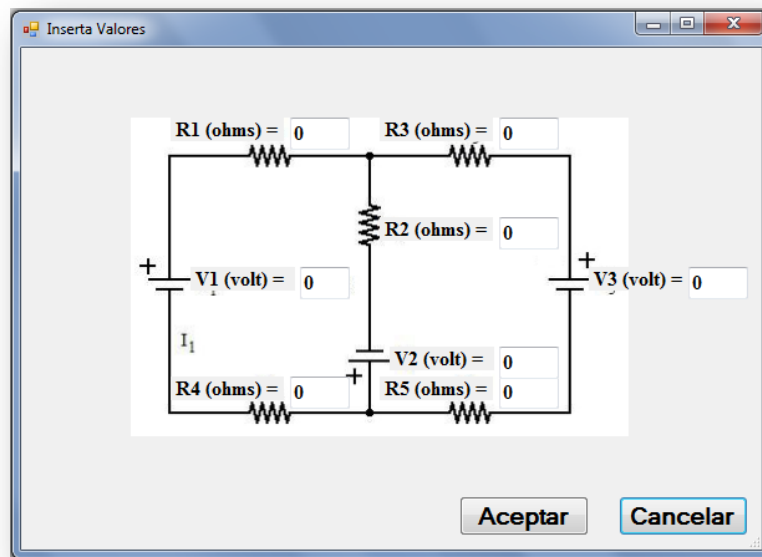 Inserta Valores
R1 (ohms) = 0 R3 (ohms) = 0
R2 (ohms) = 0
+ +
V1 (volt) = 0 V3 (volt) = 0
I1
V2 (volt) = 0
+
R4 (ohms) = 0 R5 (ohms) = 0
Aceptar Cancelar